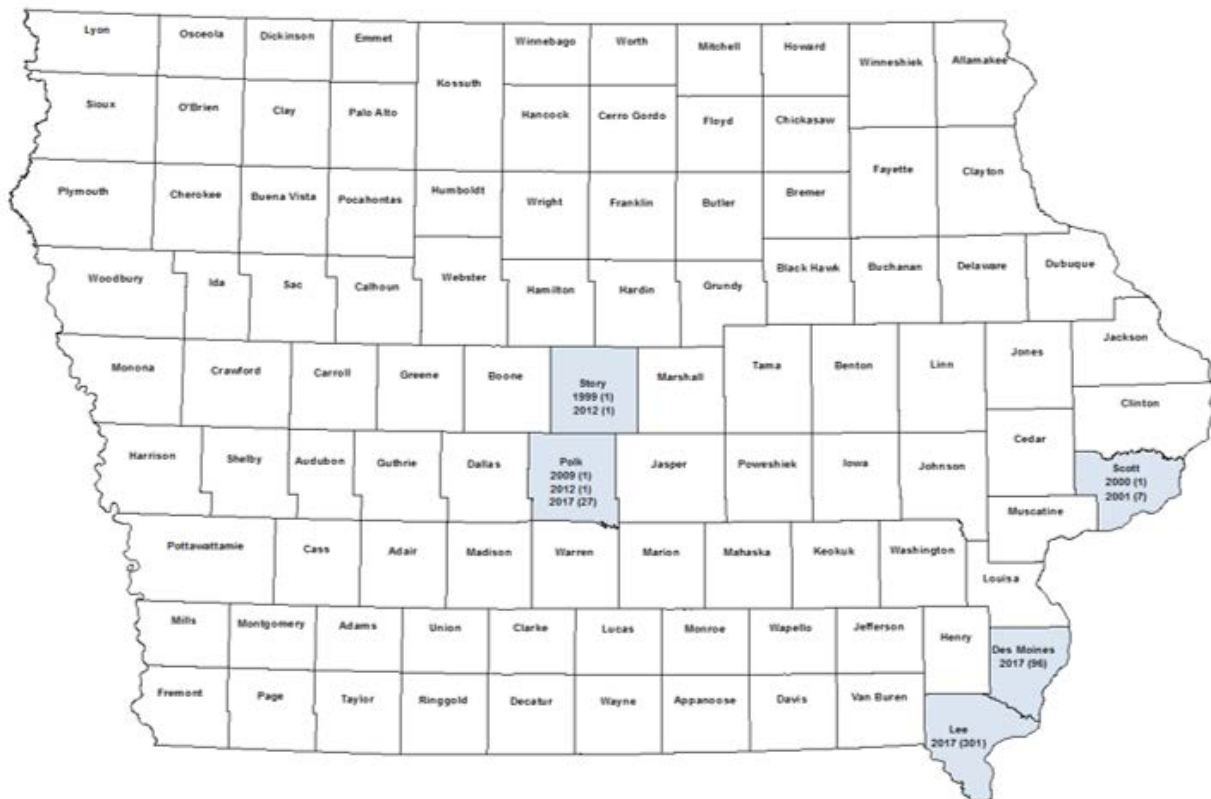 Lyon
Osceola
Dickinson
Emmet
Kossuth
Winnebago
Worth
Mitchell
Howard
Winneshiek
Allamakee
Sioux
O'Brien
Clay
Palo Alto
Hancock
Cerro Gordo
Floyd
Chickasaw
Fayette
Clayton
Plymouth
Cherokee
Buena Vista
Pocahontas
Humboldt
Wright
Franklin
Butler
Bremer
Woodbury
Ida
Sac
Calhoun
Webster
Hamilton
Hardin
Grundy
Black Hawk
Buchanan
Delaware
Dubuque
Monona
Crawford
Carroll
Greene
Boone
Story
1999 (1)
2012 (1)
Marshall
Tama
Benton
Linn
Jones
Jackson
Clinton
Cedar
Harrison
Shelby
Audubon
Guthrie
Dallas
Polk
2009 (1)
2012 (1)
2017 (27)
Jasper
Poweshiek
Iowa
Johnson
Scott
2000 (1)
2001 (7)
Muscatine
Pottawattamie
Cass
Adair
Madison
Warren
Marion
Mahaska
Keokuk
Washington
Louisa
Mills
Montgomery
Adams
Union
Clarke
Lucas
Monroe
Wapello
Jefferson
Henry
Des Moines
2017 (96)
Fremont
Page
Taylor
Ringgold
Decatur
Wayne
Appanoose
Davis
Van Buren
Lee
2017 (301)